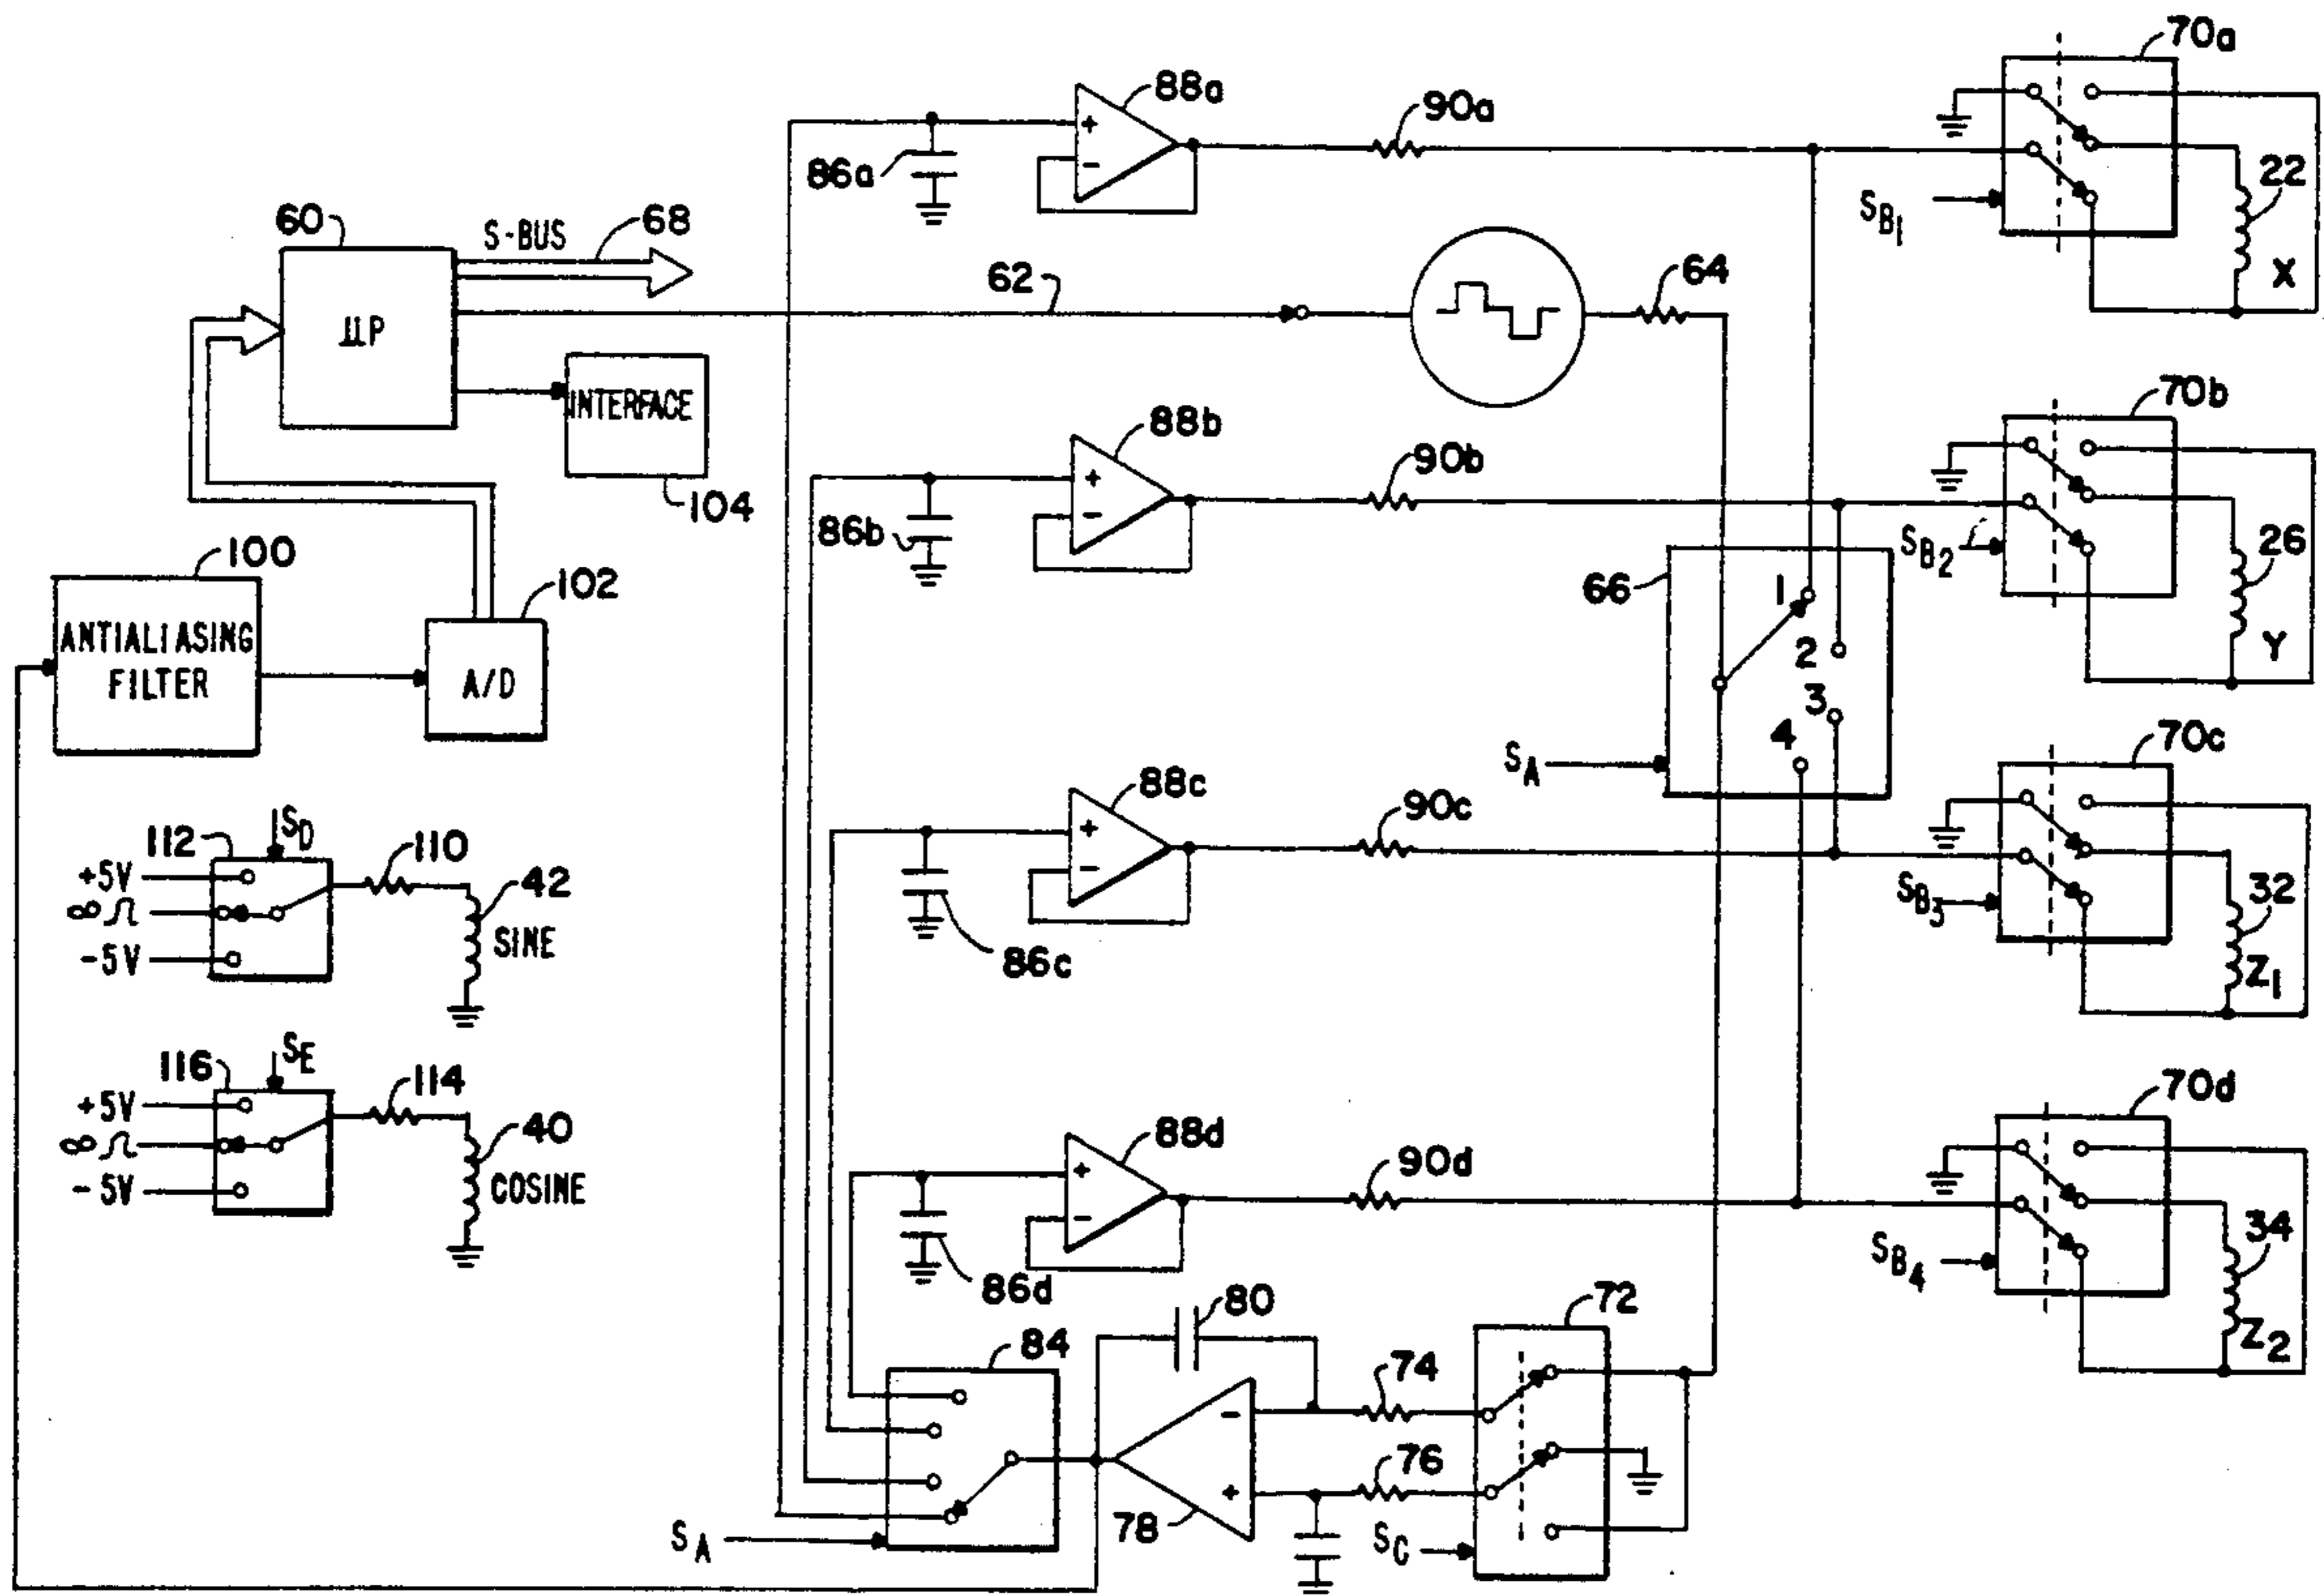 70a
88a
90a
86a
22
SB1
X
60
S-BUS
68
62
64
μP
INTERFACE
104
70b
88b
90b
86b
SB2
26
Y
66
1
2
3
4
SA
100
ANTIALIASING
FILTER
102
A/D
70c
88c
90c
86c
SB3
32
Z1
112
SD
110
+5V
∞Ω
-5V
42
SINE
116
SE
114
+5V
∞Ω
-5V
40
COSINE
70d
88d
90d
86d
SB4
34
Z2
80
72
84
74
76
78
SA
SC
+
-
+
-
+
-
+
-
-
+